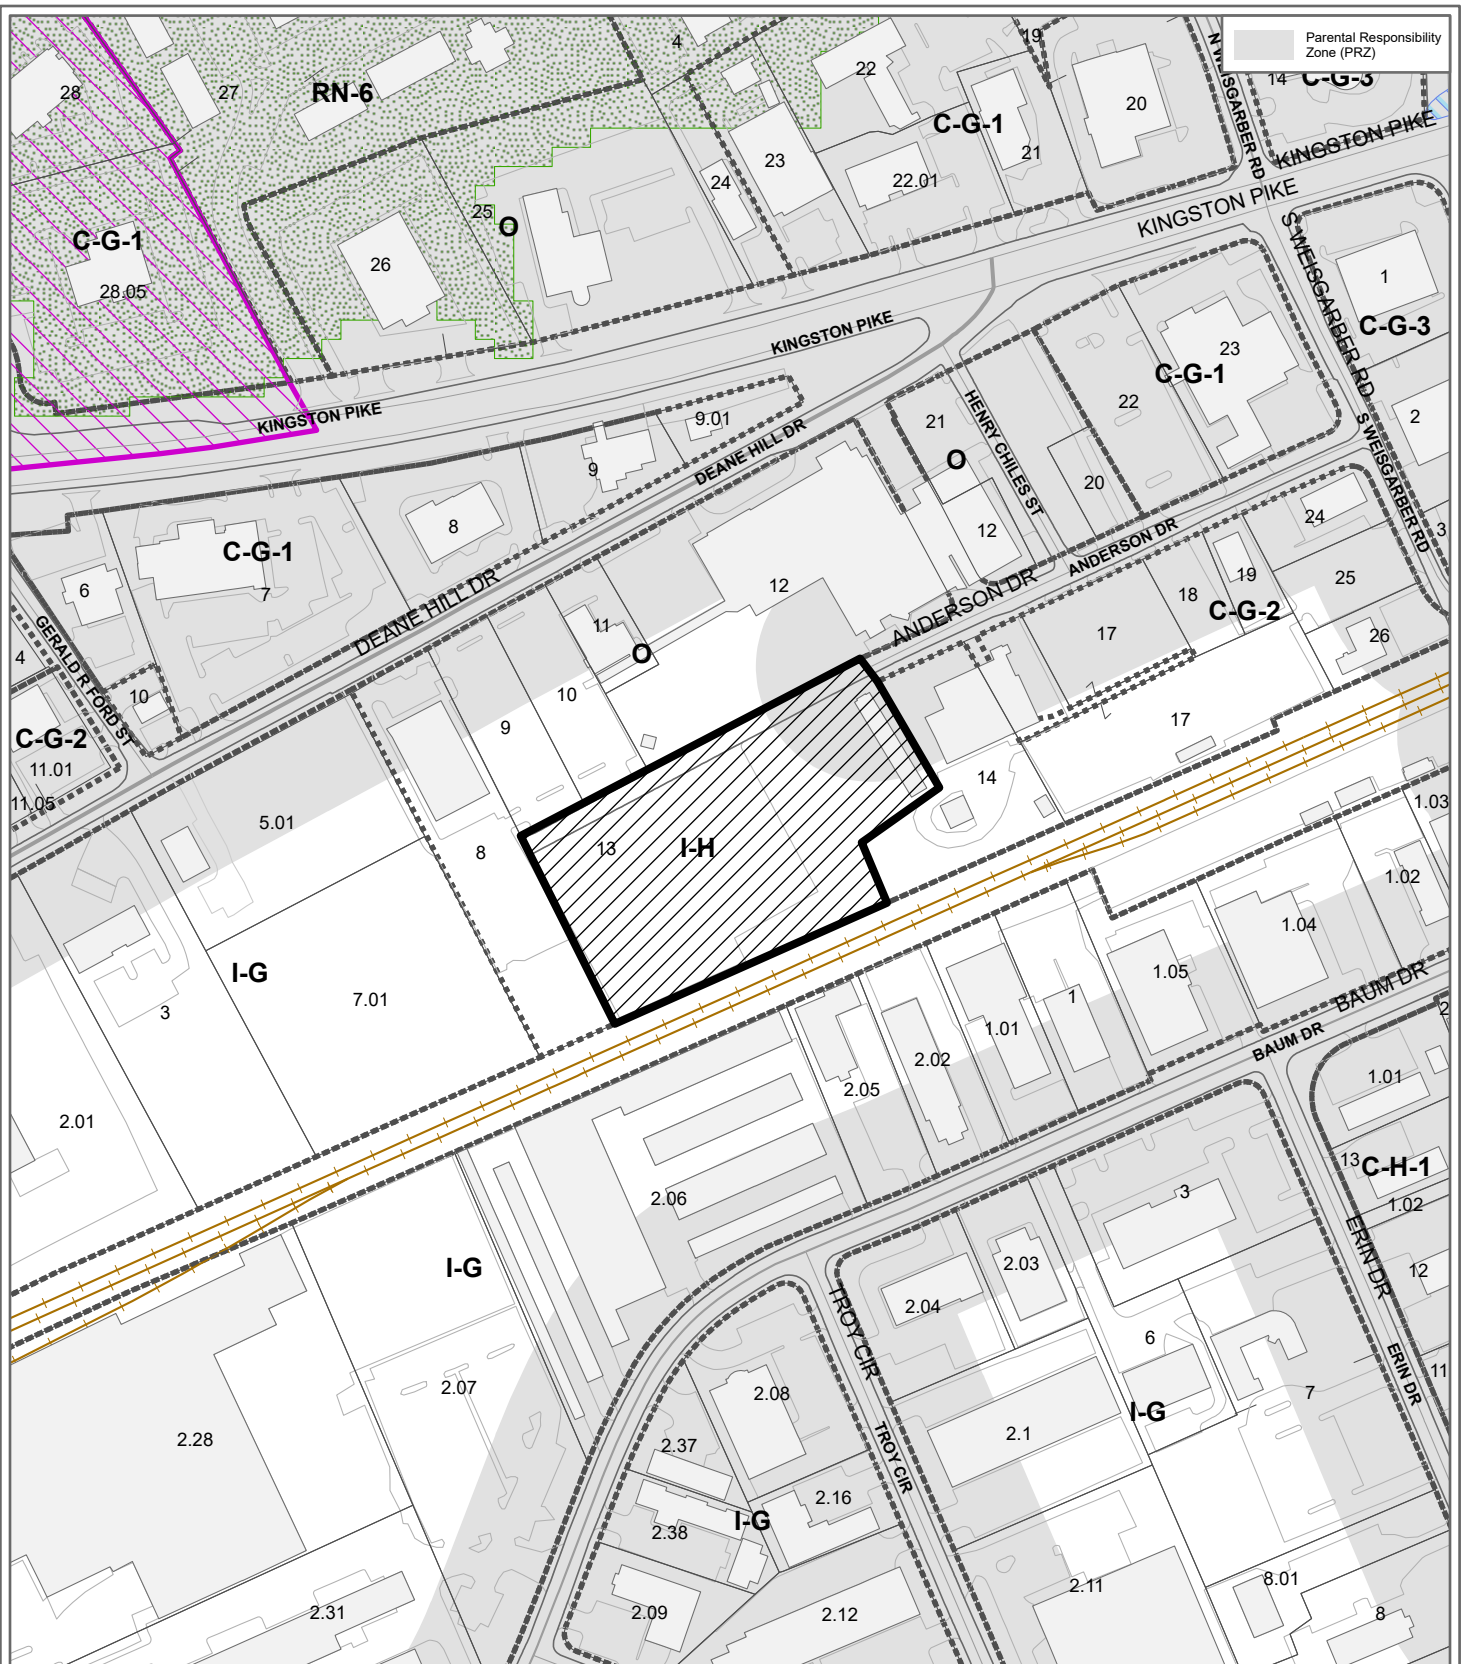 Parental Responsibility
Zone (PRZ)
19
4
22
C-G-3
14
28
27
RN-6
20
C-G-1
N WEISGARBER RD
KINGSTON PIKE
23
21
24
22.01
KINGSTON PIKE
25
O
C-G-1
26
28.05
S WEISGARBER RD
1
C-G-3
KINGSTON PIKE
23
C-G-1
22
KINGSTON PIKE
9.01
21
HENRY CHILES ST
2
S WEISGARBER RD
DEANE HILL DR
O
9
20
8
24
12
3
C-G-1
ANDERSON DR
7
6
12
19
25
DEANE HILL DR
ANDERSON DR
18
C-G-2
GERALD R FORD ST
11
17
26
4
O
10
10
9
17
C-G-2
11.01
14
11.05
1.03
5.01
8
13
I-H
1.02
1.04
I-G
7.01
1.05
BAUM DR
3
1
2
1.01
BAUM DR
2.02
1.01
2.05
2.01
13
C-H-1
2.06
3
1.02
ERIN DR
I-G
2.03
12
2.04
TROY CIR
6
ERIN DR
2.07
2.08
7
11
I-G
2.1
2.28
2.37
TROY CIR
2.16
2.38
I-G
2.11
8.01
2.31
2.09
2.12
8